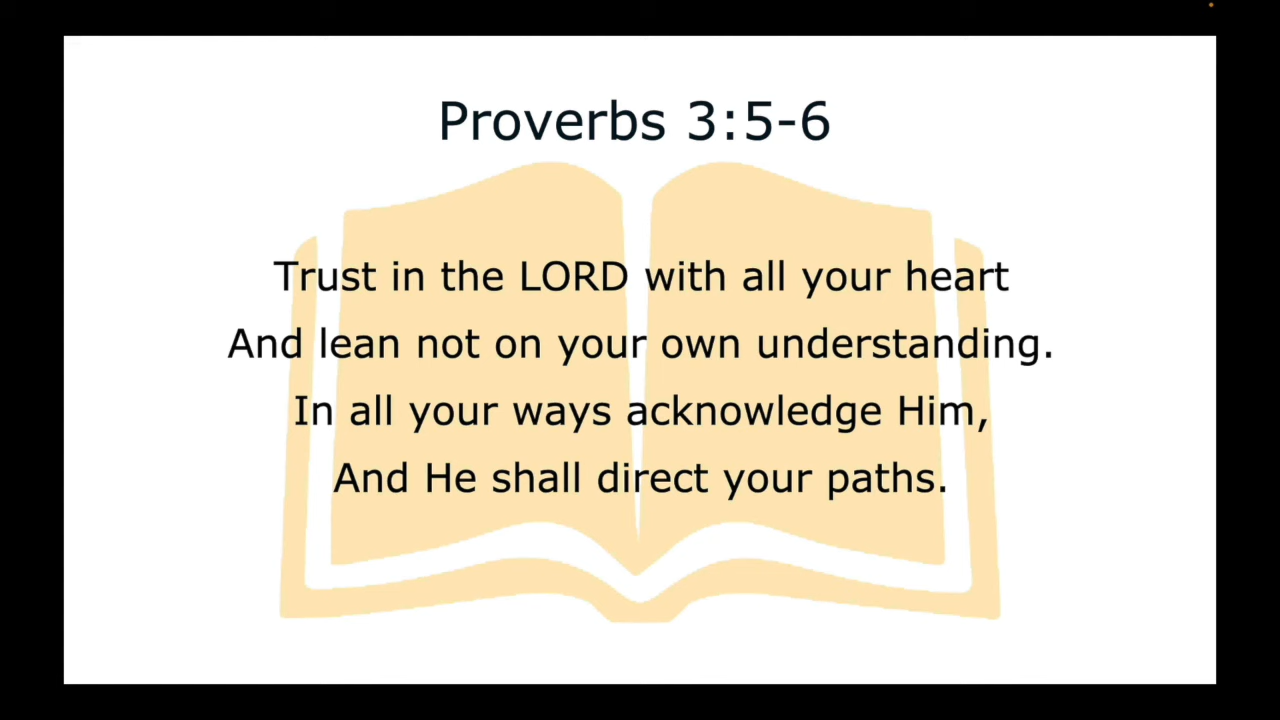 Proverbs 3:5-6
Trust in the LORD with all your heart
And lean not on your own understanding.
In all your ways acknowledge Him,
And He shall direct your paths.